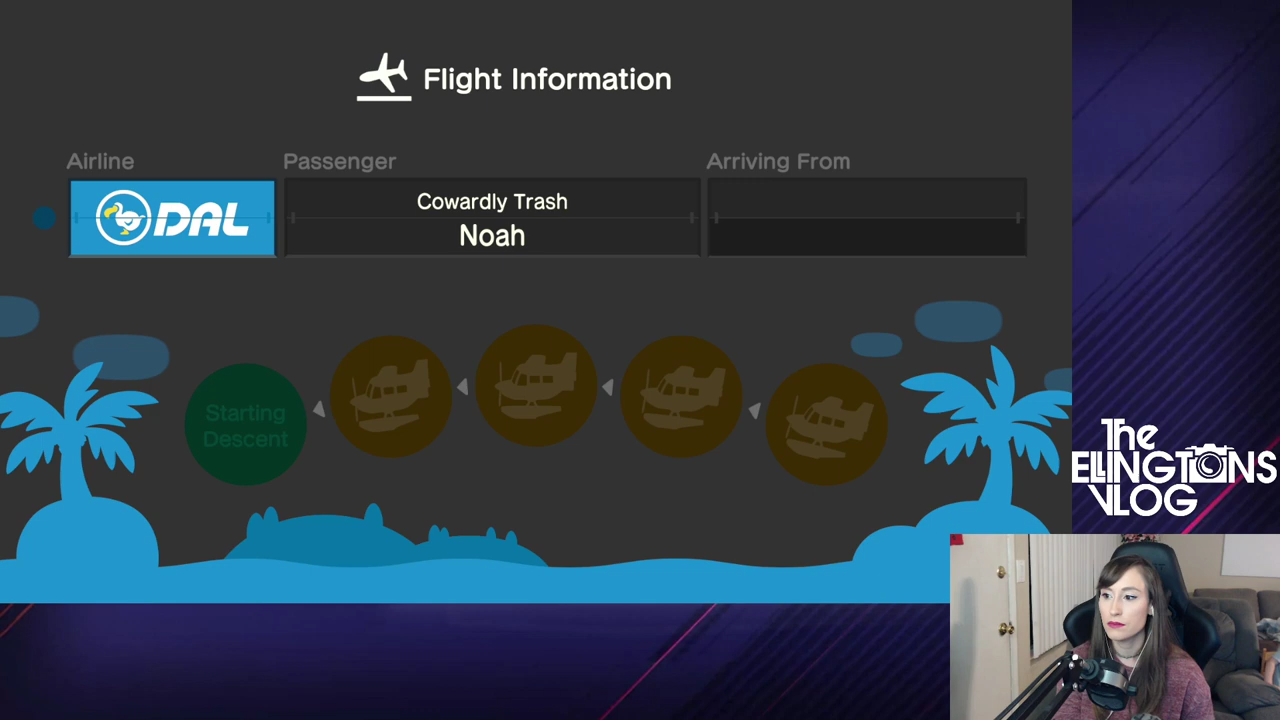 Flight Information
Airline
Passenger
Arriving From
DAL
Cowardly Trash
Noah
Starting
Descent
The
ELLINGTONS
VLOG